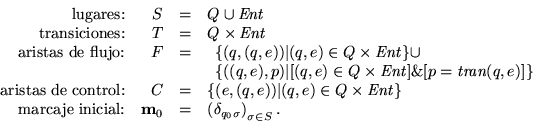 lugares: S = Q ∪ Ent
transiciones: T = Q × Ent
aristas de flujo: F = {(q, (q, e))|(q, e) ∈ Q × Ent}∪
{((q, e), p)|[(q, e) ∈ Q × Ent]&[p = tran(q, e)]}
aristas de control: C = {(e, (q, e))|(q, e) ∈ Q × Ent}
marcaje inicial: m₀ = (δ_{q₀σ})_{σ∈S} .